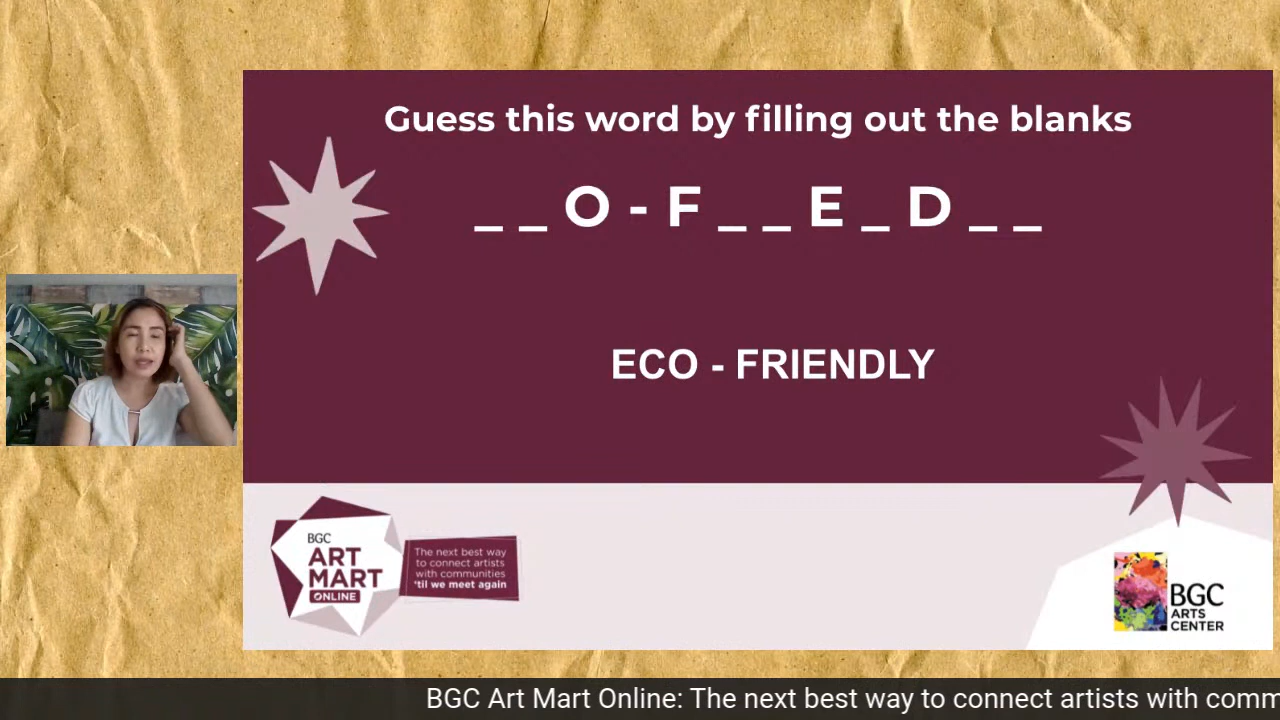 Guess this word by filling out the blanks
_ _ O - F _ _ E _ D _ _
ECO - FRIENDLY
BGC
ART
MART
ONLINE
The next best way
to connect artists
with communities
'til we meet again
BGC
ARTS
CENTER
BGC Art Mart Online: The next best way to connect artists with comm